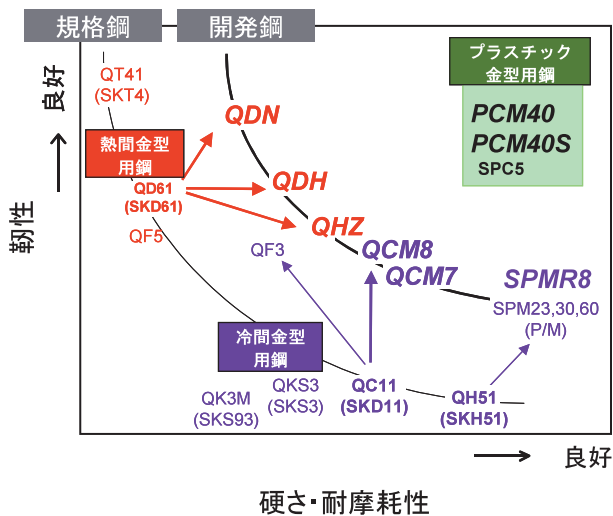 規格鋼
開発鋼
QT41
(SKT4)
プラスチック
金型用鋼
PCM40
PCM40S
SPC5
QDN
熱間金型
用鋼
QD61
(SKD61)
QDH
QHZ
QF5
QF3
QCM8
QCM7
SPMR8
SPM23,30,60
(P/M)
冷間金型
用鋼
QK3M
(SKS93)
QKS3
(SKS3)
QC11
(SKD11)
QH51
(SKH51)
良好
靭性
良好
硬さ・耐摩耗性